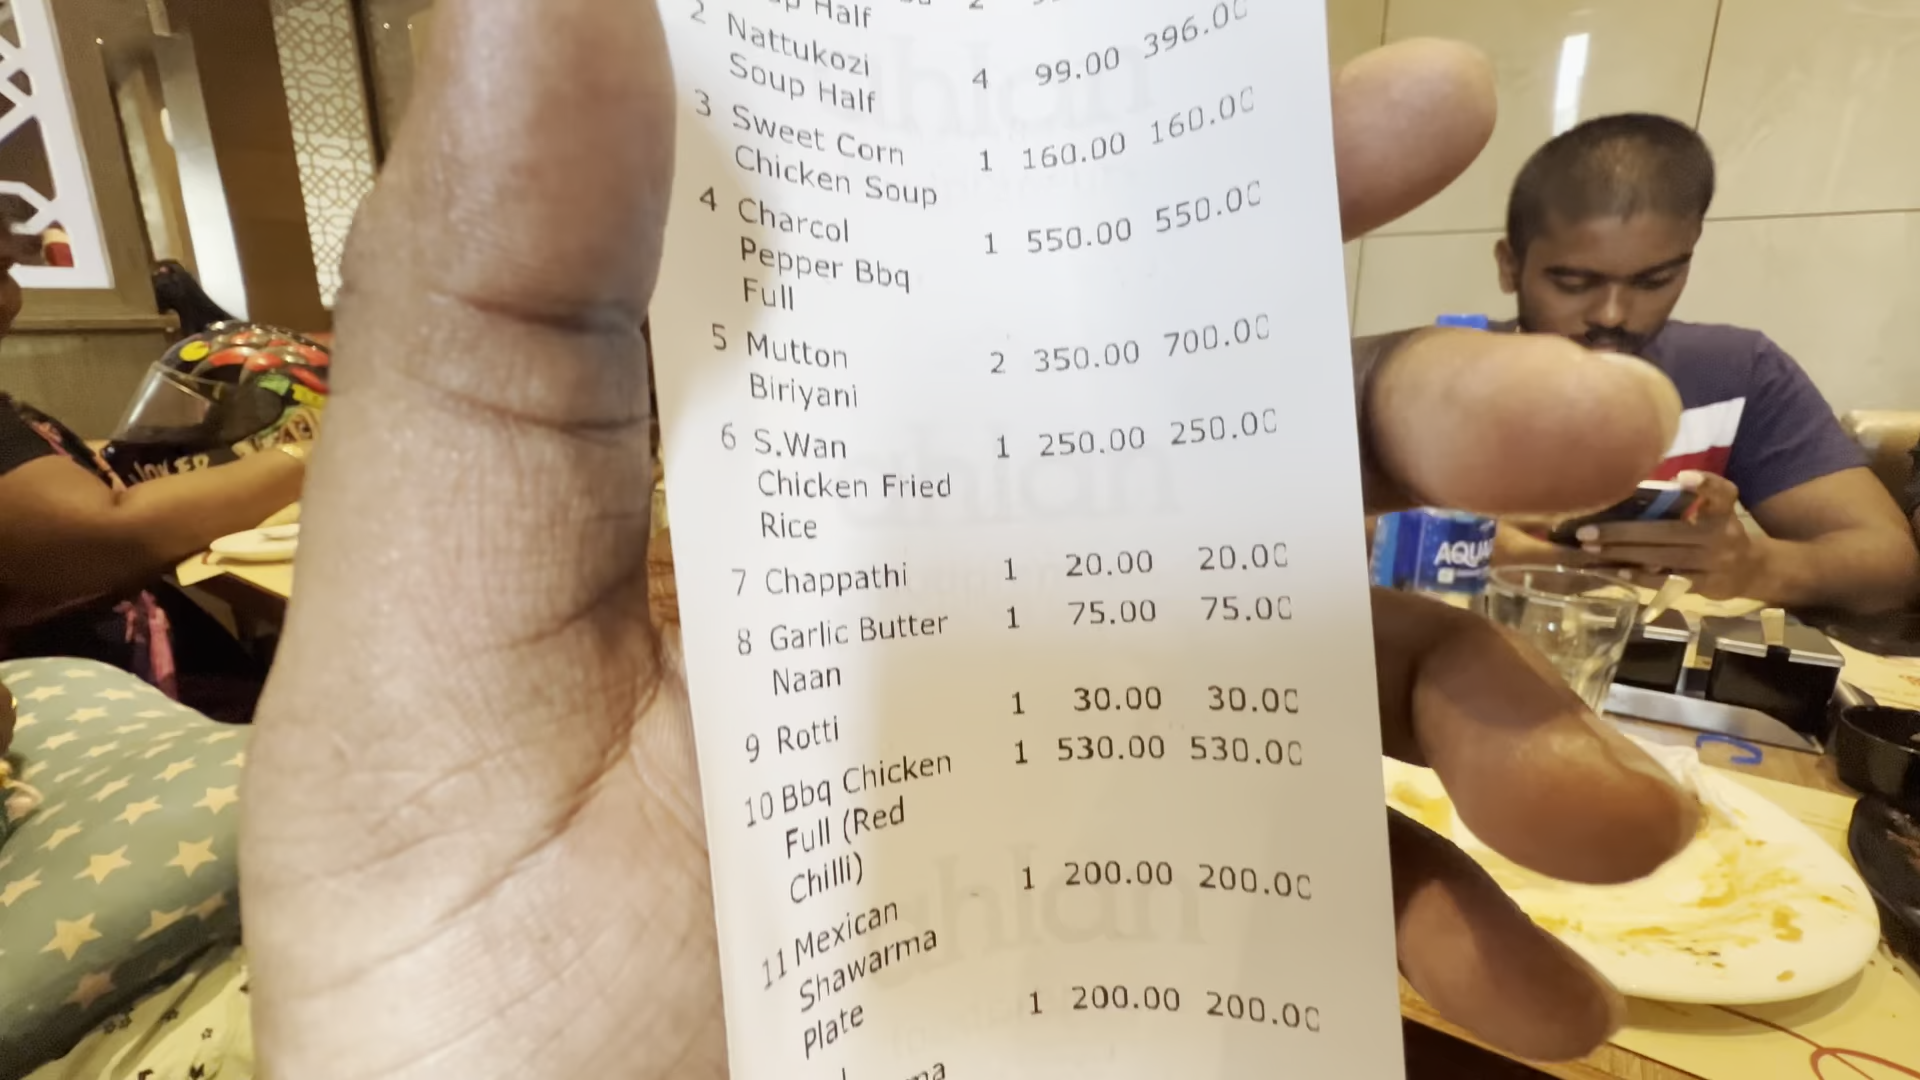 Half 2
2 Nattukozi 4 99.00 396.00
Soup Half
3 Sweet Corn 1 160.00 160.00
Chicken Soup
4 Charcol 1 550.00 550.00
Pepper Bbq
Full
5 Mutton 2 350.00 700.00
Biriyani
6 S.Wan 1 250.00 250.00
Chicken Fried
Rice
7 Chappathi 1 20.00 20.00
8 Garlic Butter 1 75.00 75.00
Naan
9 Rotti 1 30.00 30.00
10 Bbq Chicken 1 530.00 530.00
Full (Red
Chilli)
11 Mexican 1 200.00 200.00
Shawarma
Plate
1 200.00 200.00